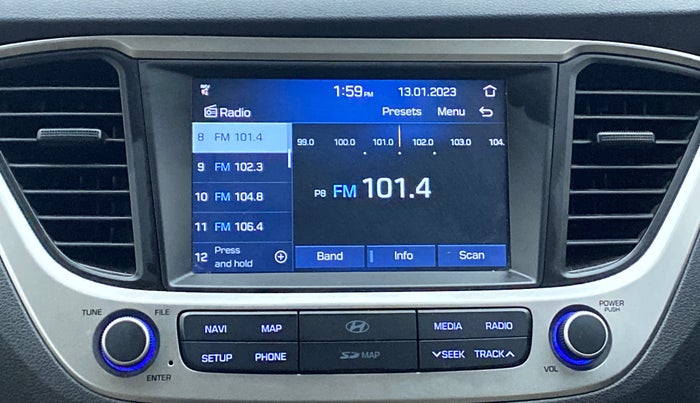 1:59 PM 13.01.2023
Radio Presets Menu
8 FM 101.4
9 FM 102.3
10 FM 104.8
11 FM 106.4
12 Press and hold
99.0 100.0 101.0 102.0 103.0 104.
P8 FM 101.4
Band Info Scan
TUNE FILE
NAVI MAP
SETUP PHONE
ENTER
SD MAP
MEDIA RADIO
SEEK TRACK
POWER
PUSH
VOL